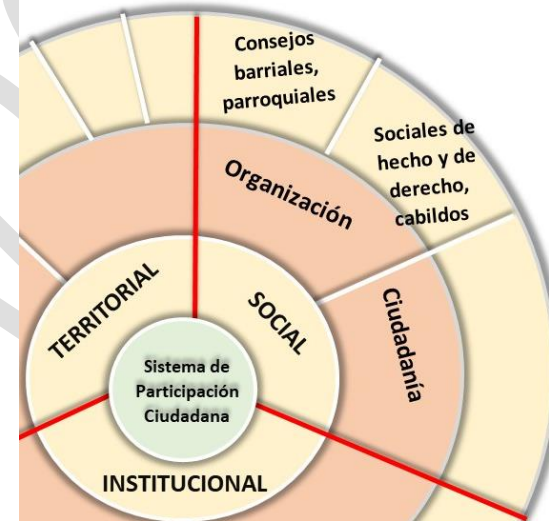 Consejos
barriales,
parroquiales
Sociales de
hecho y de
derecho,
cabildos
Organización
Ciudadanía
TERRITORIAL
SOCIAL
Sistema de
Participación
Ciudadana
INSTITUCIONAL